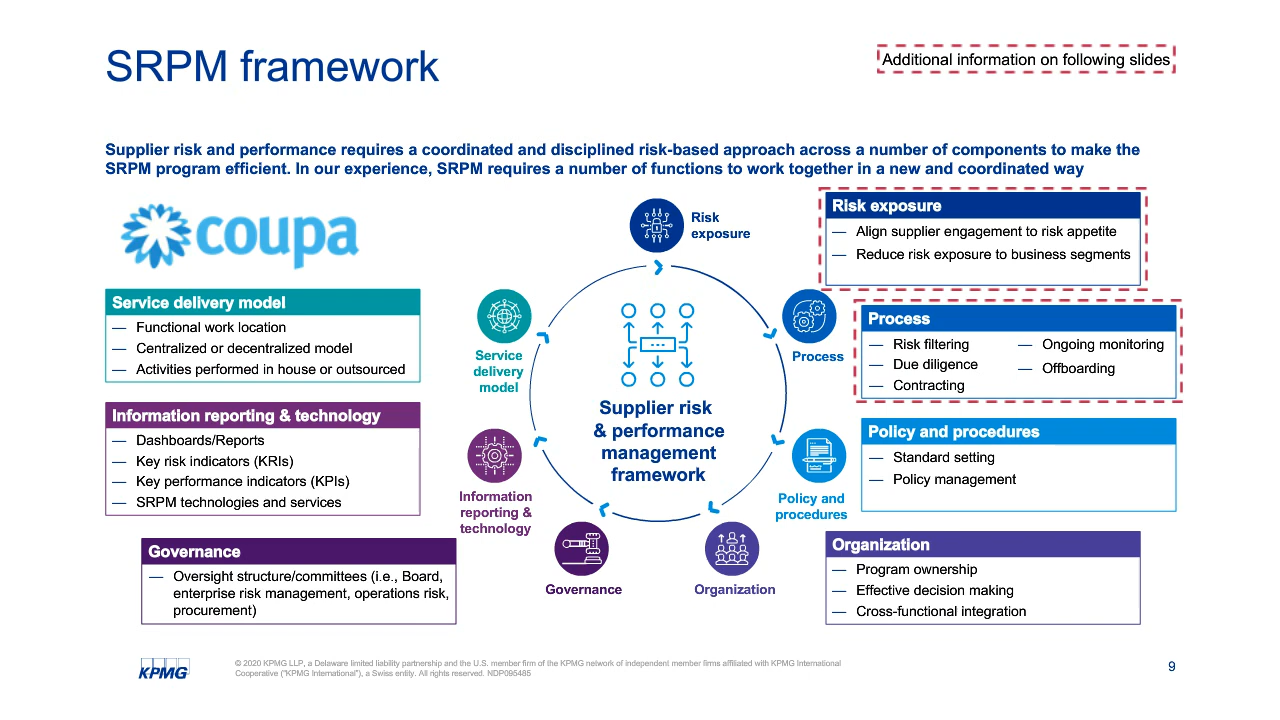 SRPM framework
Additional information on following slides
Supplier risk and performance requires a coordinated and disciplined risk-based approach across a number of components to make the
SRPM program efficient. In our experience, SRPM requires a number of functions to work together in a new and coordinated way
coupa
Service delivery model
— Functional work location
— Centralized or decentralized model
— Activities performed in house or outsourced
Information reporting & technology
— Dashboards/Reports
— Key risk indicators (KRIs)
— Key performance indicators (KPIs)
— SRPM technologies and services
Governance
— Oversight structure/committees (i.e., Board,
enterprise risk management, operations risk,
procurement)
Risk
exposure
Process
Policy and
procedures
Organization
Governance
Information
reporting &
technology
Service
delivery
model
Supplier risk
& performance
management
framework
Risk exposure
— Align supplier engagement to risk appetite
— Reduce risk exposure to business segments
Process
— Risk filtering
— Due diligence
— Contracting
— Ongoing monitoring
— Offboarding
Policy and procedures
— Standard setting
— Policy management
Organization
— Program ownership
— Effective decision making
— Cross-functional integration
KPMG
© 2020 KPMG LLP, a Delaware limited liability partnership and the U.S. member firm of the KPMG network of independent member firms affiliated with KPMG International
Cooperative ("KPMG International"), a Swiss entity. All rights reserved. NDP095485
9